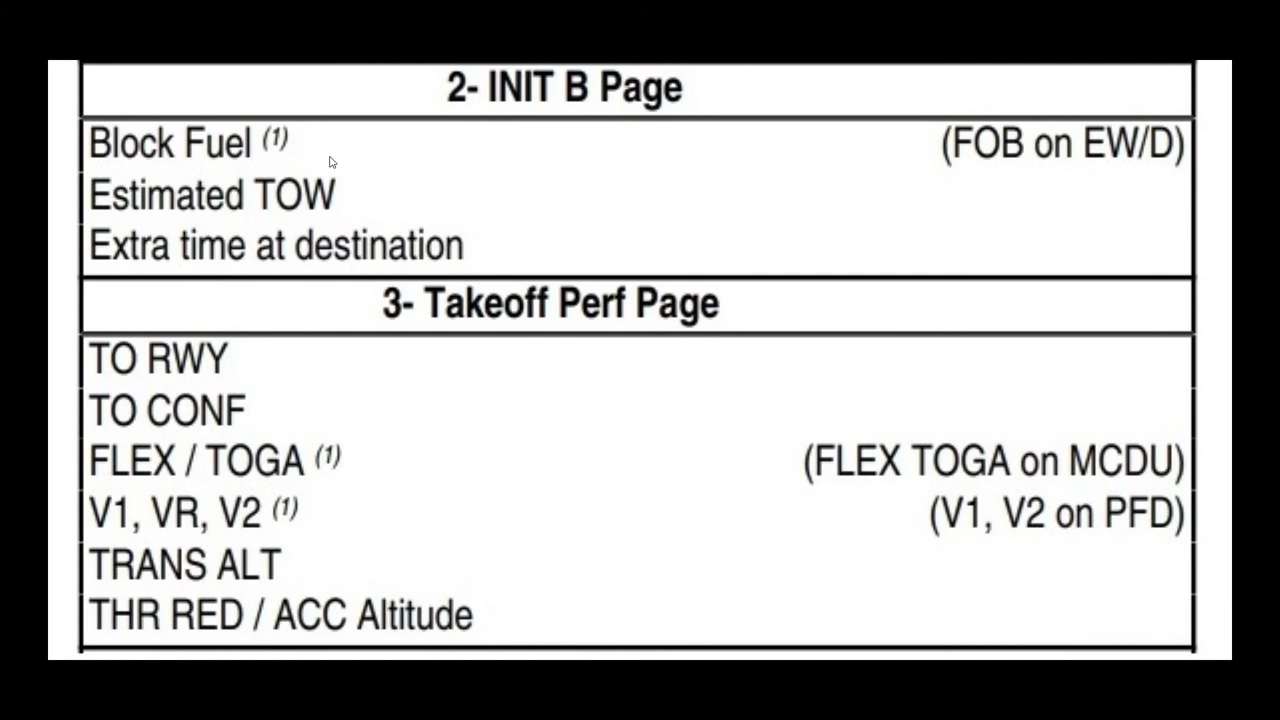 2- INIT B Page
Block Fuel (1) (FOB on EW/D)
Estimated TOW
Extra time at destination
3- Takeoff Perf Page
TO RWY
TO CONF
FLEX / TOGA (1) (FLEX TOGA on MCDU)
V1, VR, V2 (1) (V1, V2 on PFD)
TRANS ALT
THR RED / ACC Altitude